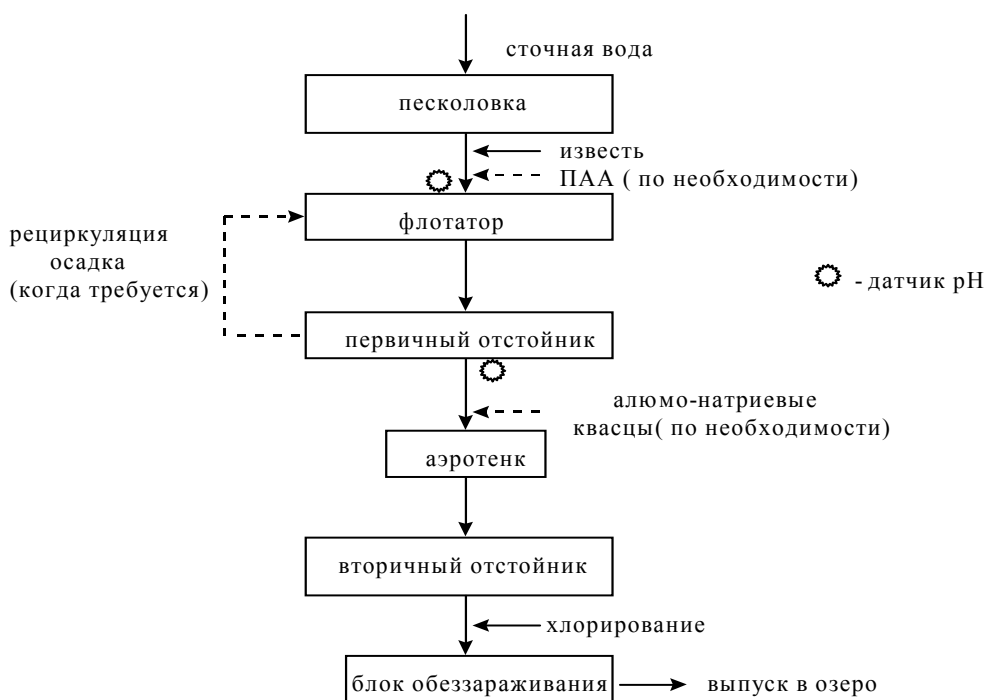 сточная вода
песколовка
известь
ПАА ( по необходимости)
флотатор
рециркуляция
осадка
(когда требуется)
- датчик pH
первичный отстойник
алюмо-натриевые
квасцы( по необходимости)
аэротенк
вторичный отстойник
хлорирование
блок обеззараживания
выпуск в озеро